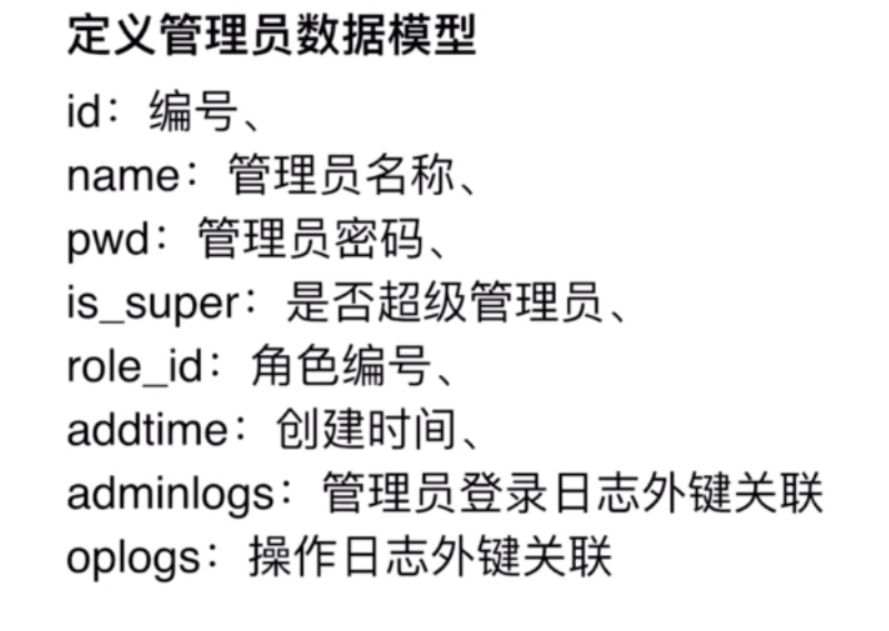 定义管理员数据模型
id：编号、
name：管理员名称、
pwd：管理员密码、
is_super：是否超级管理员、
role_id：角色编号、
addtime：创建时间、
adminlogs：管理员登录日志外键关联
oplogs：操作日志外键关联